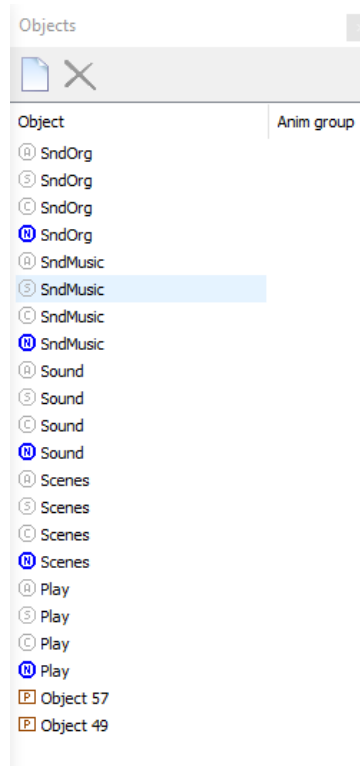 Objects
Object Anim group
A SndOrg
S SndOrg
C SndOrg
N SndOrg
A SndMusic
S SndMusic
C SndMusic
N SndMusic
A Sound
S Sound
C Sound
N Sound
A Scenes
S Scenes
C Scenes
N Scenes
A Play
S Play
C Play
N Play
P Object 57
P Object 49